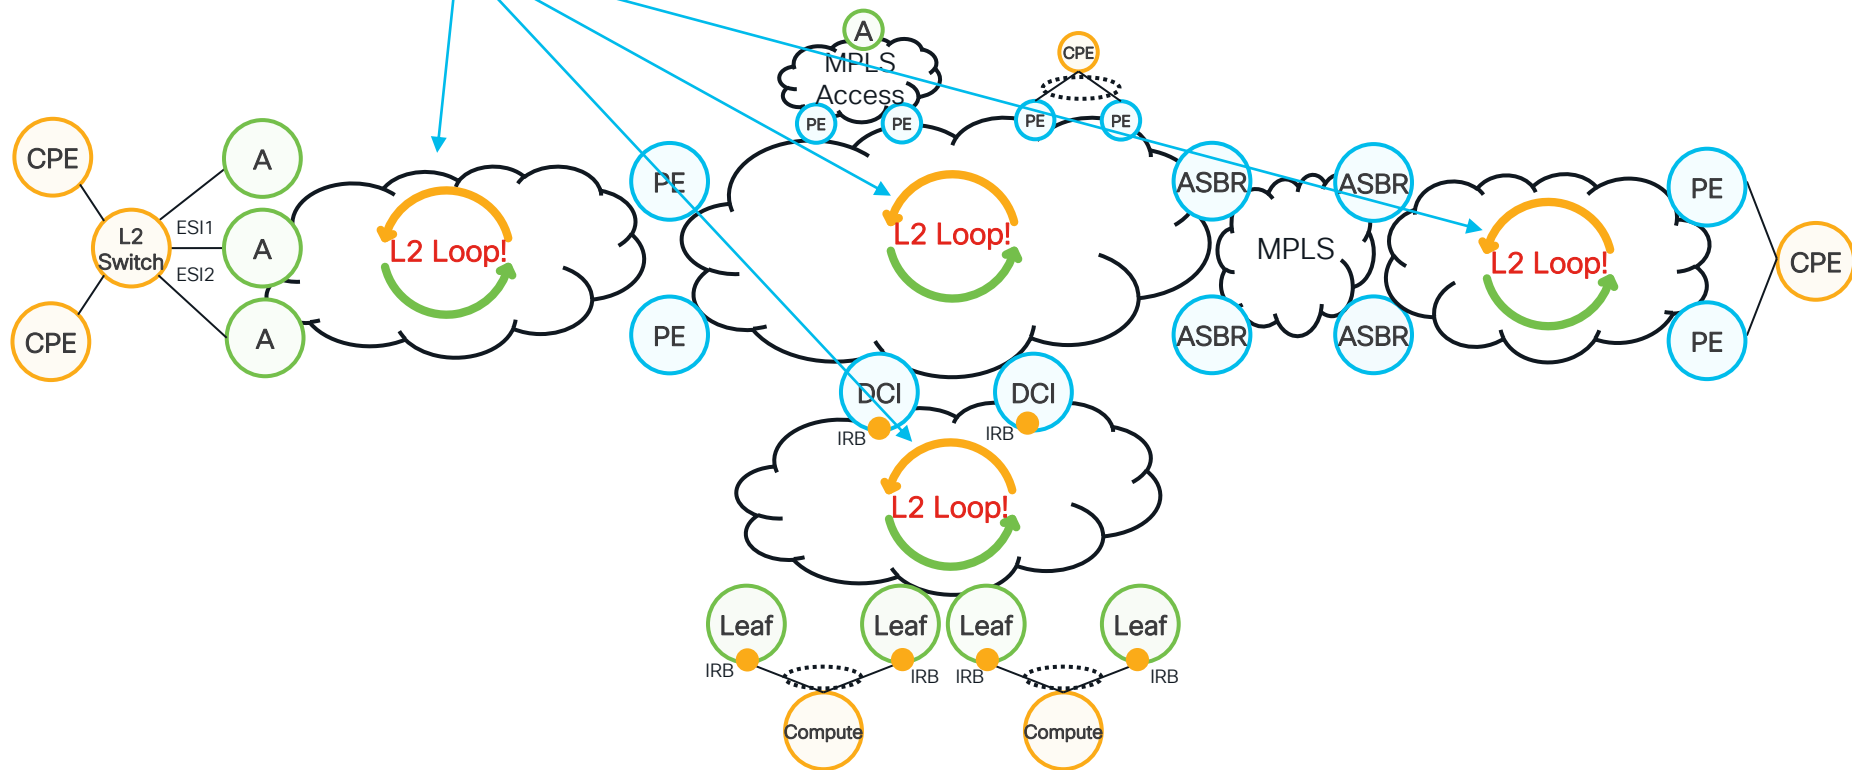 A
MPLS
Access
CPE
PE
PE
PE
PE
CPE
A
PE
ASBR
ASBR
PE
L2
Switch
ESI1
ESI2
A
L2 Loop!
L2 Loop!
MPLS
L2 Loop!
CPE
CPE
A
PE
ASBR
ASBR
PE
DCI
DCI
IRB
IRB
L2 Loop!
Leaf
Leaf
Leaf
Leaf
IRB
IRB
IRB
IRB
Compute
Compute